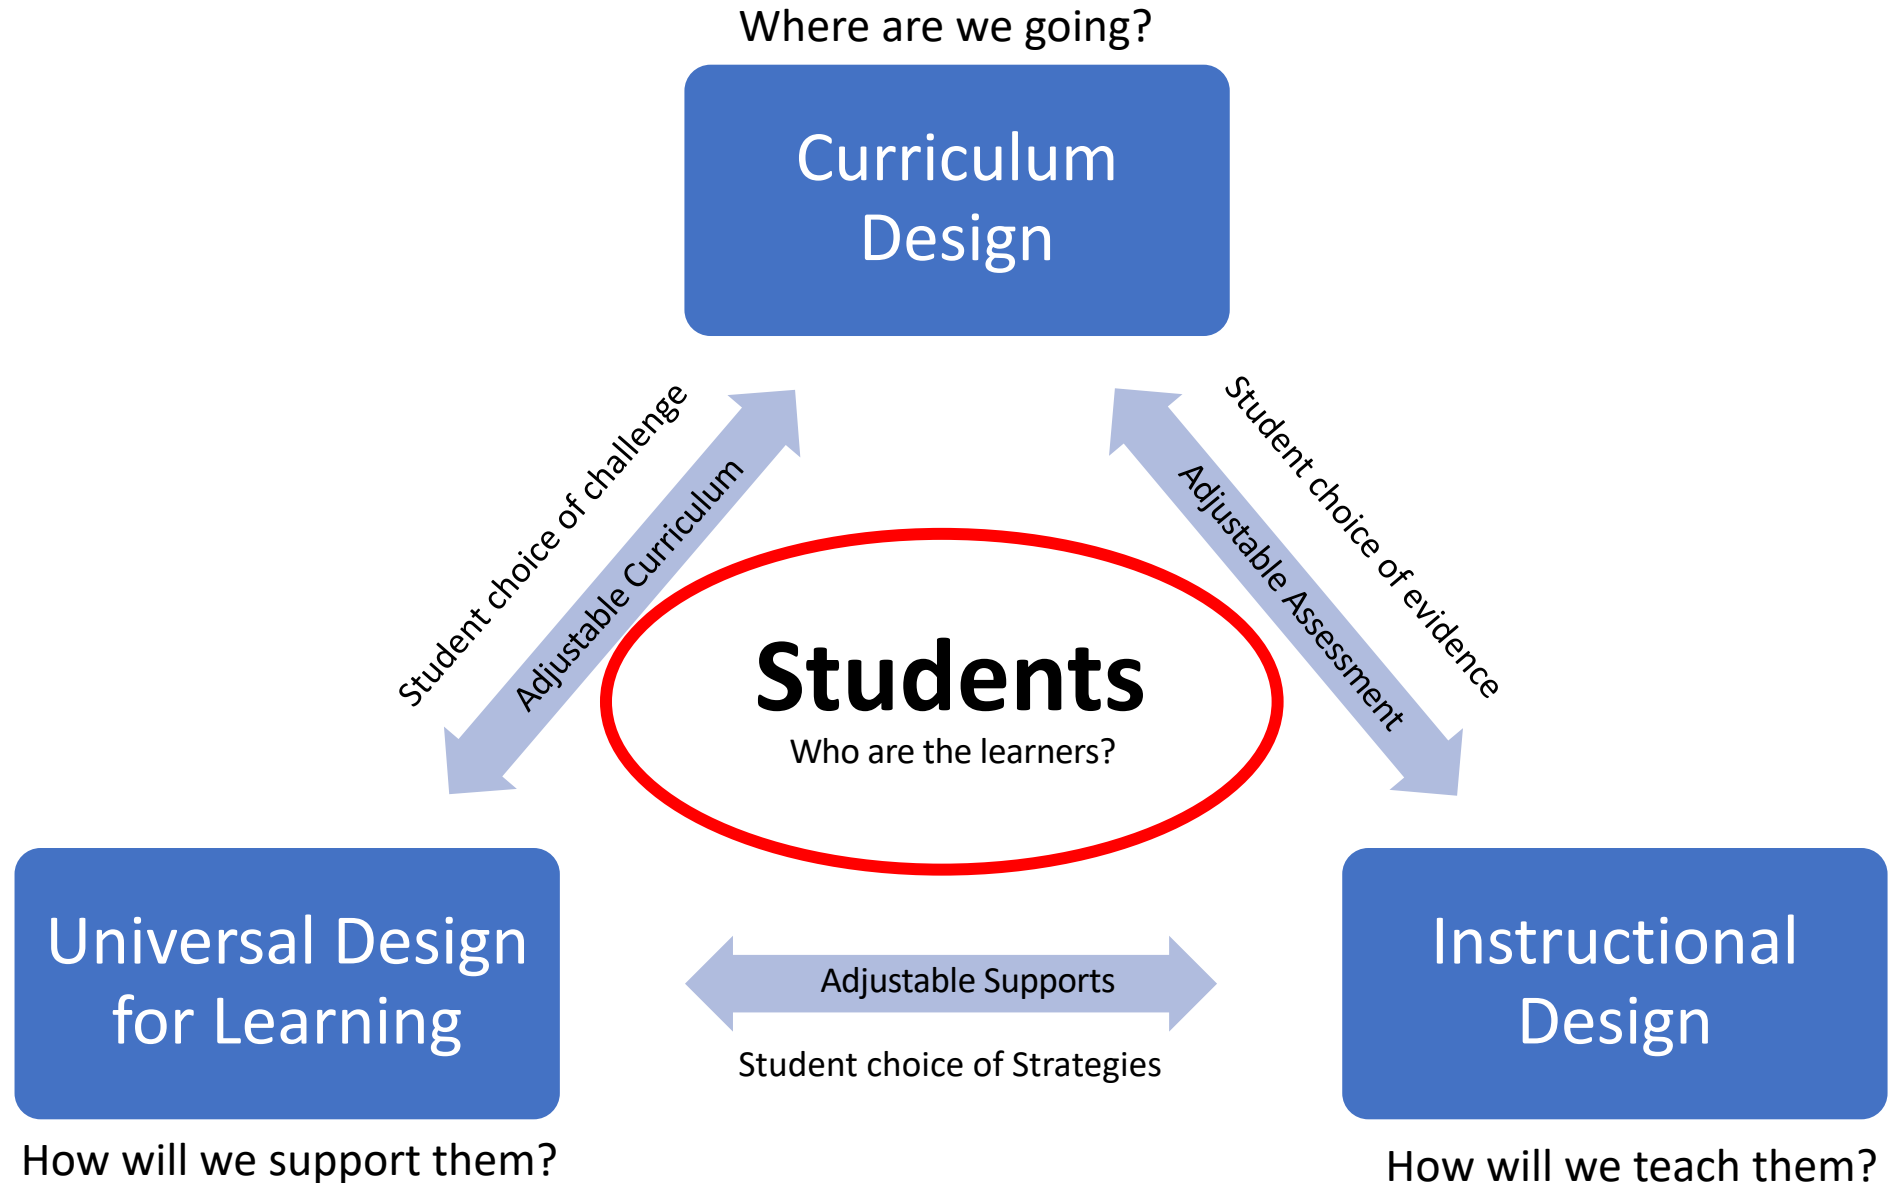 Where are we going?
Curriculum
Design
Student choice of challenge
Adjustable Curriculum
Adjustable Assessment
Student choice of evidence
Students
Who are the learners?
Universal Design
for Learning
Adjustable Supports
Student choice of Strategies
Instructional
Design
How will we support them?
How will we teach them?